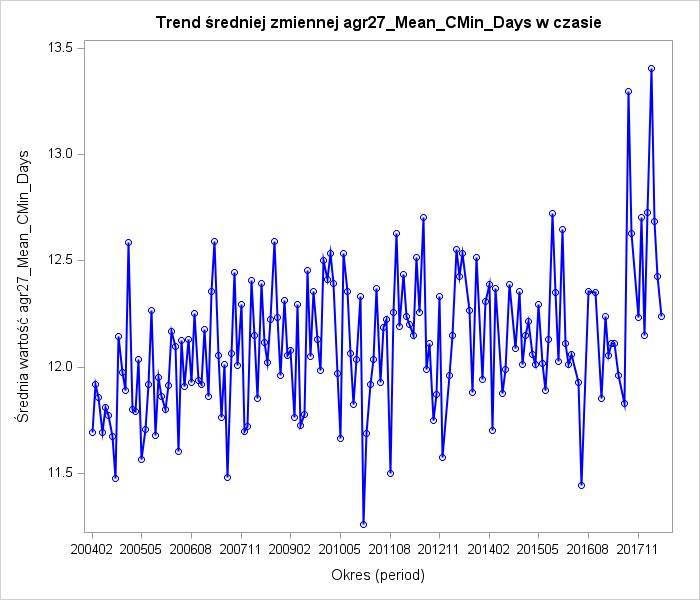 Trend średniej zmiennej agr27_Mean_CMin_Days w czasie
Średnia wartość agr27_Mean_CMin_Days
13.5
13.0
12.5
12.0
11.5
200402 200505 200608 200711 200902 201005 201108 201211 201402 201505 201608 201711
Okres (period)